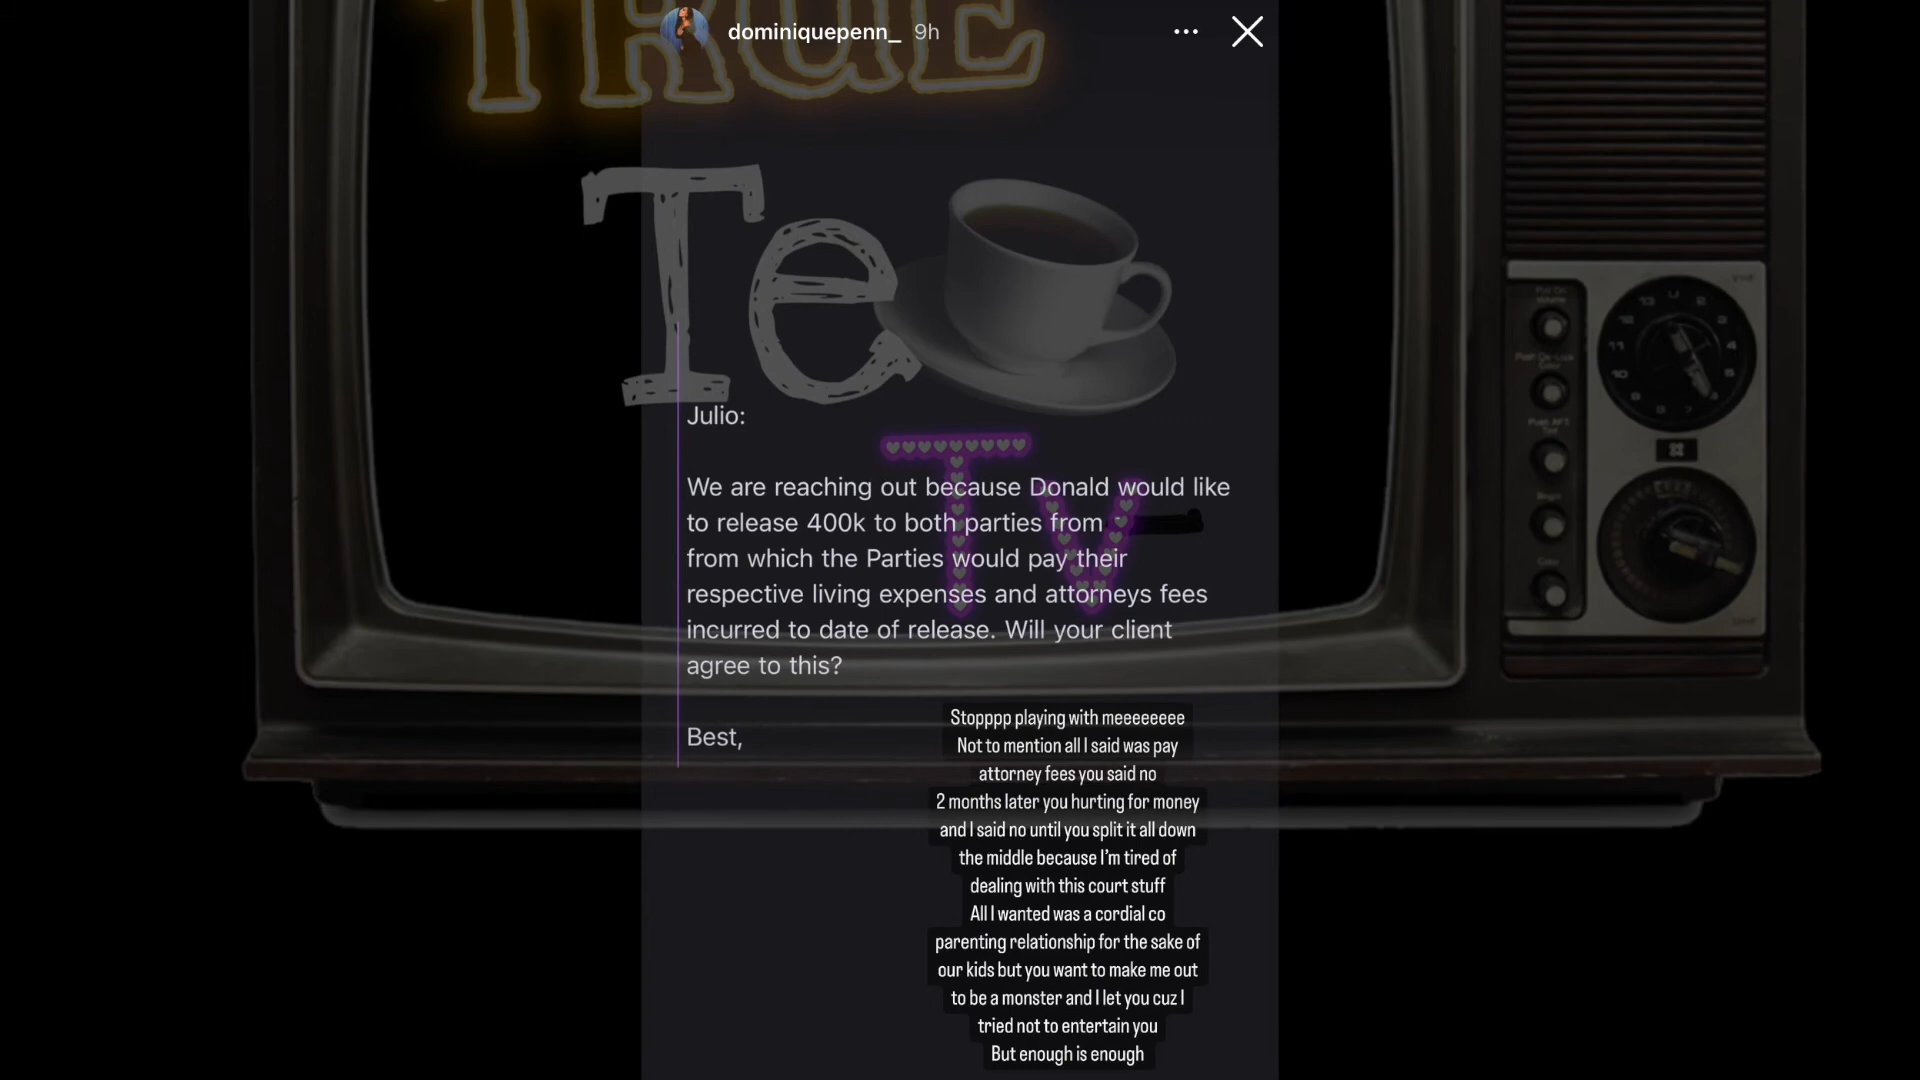 TRUE
dominiquepenn_ 9h
Te
Tv
Julio:
We are reaching out because Donald would like
to release 400k to both parties from
from which the Parties would pay their
respective living expenses and attorneys fees
incurred to date of release. Will your client
agree to this?
Best,
Stopppp playing with meeeeeeee
Not to mention all I said was pay
attorney fees you said no
2 months later you hurting for money
and I said no until you split it all down
the middle because I'm tired of
dealing with this court stuff
All I wanted was a cordial co
parenting relationship for the sake of
our kids but you want to make me out
to be a monster and I let you cuz I
tried not to entertain you
But enough is enough